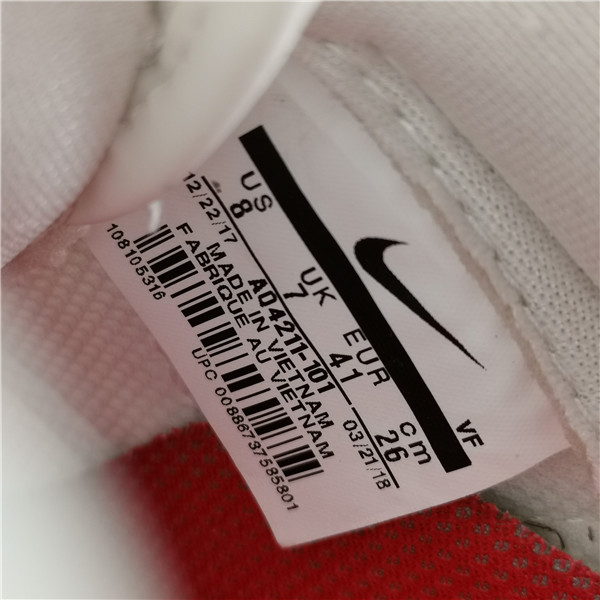 VF
US UK EUR cm
8 7 41 26
12/22/17 03/21/18
AO4211-101
MADE IN VIETNAM
FABRIQUE AU VIETNAM
108105316
UPC 00886737585801